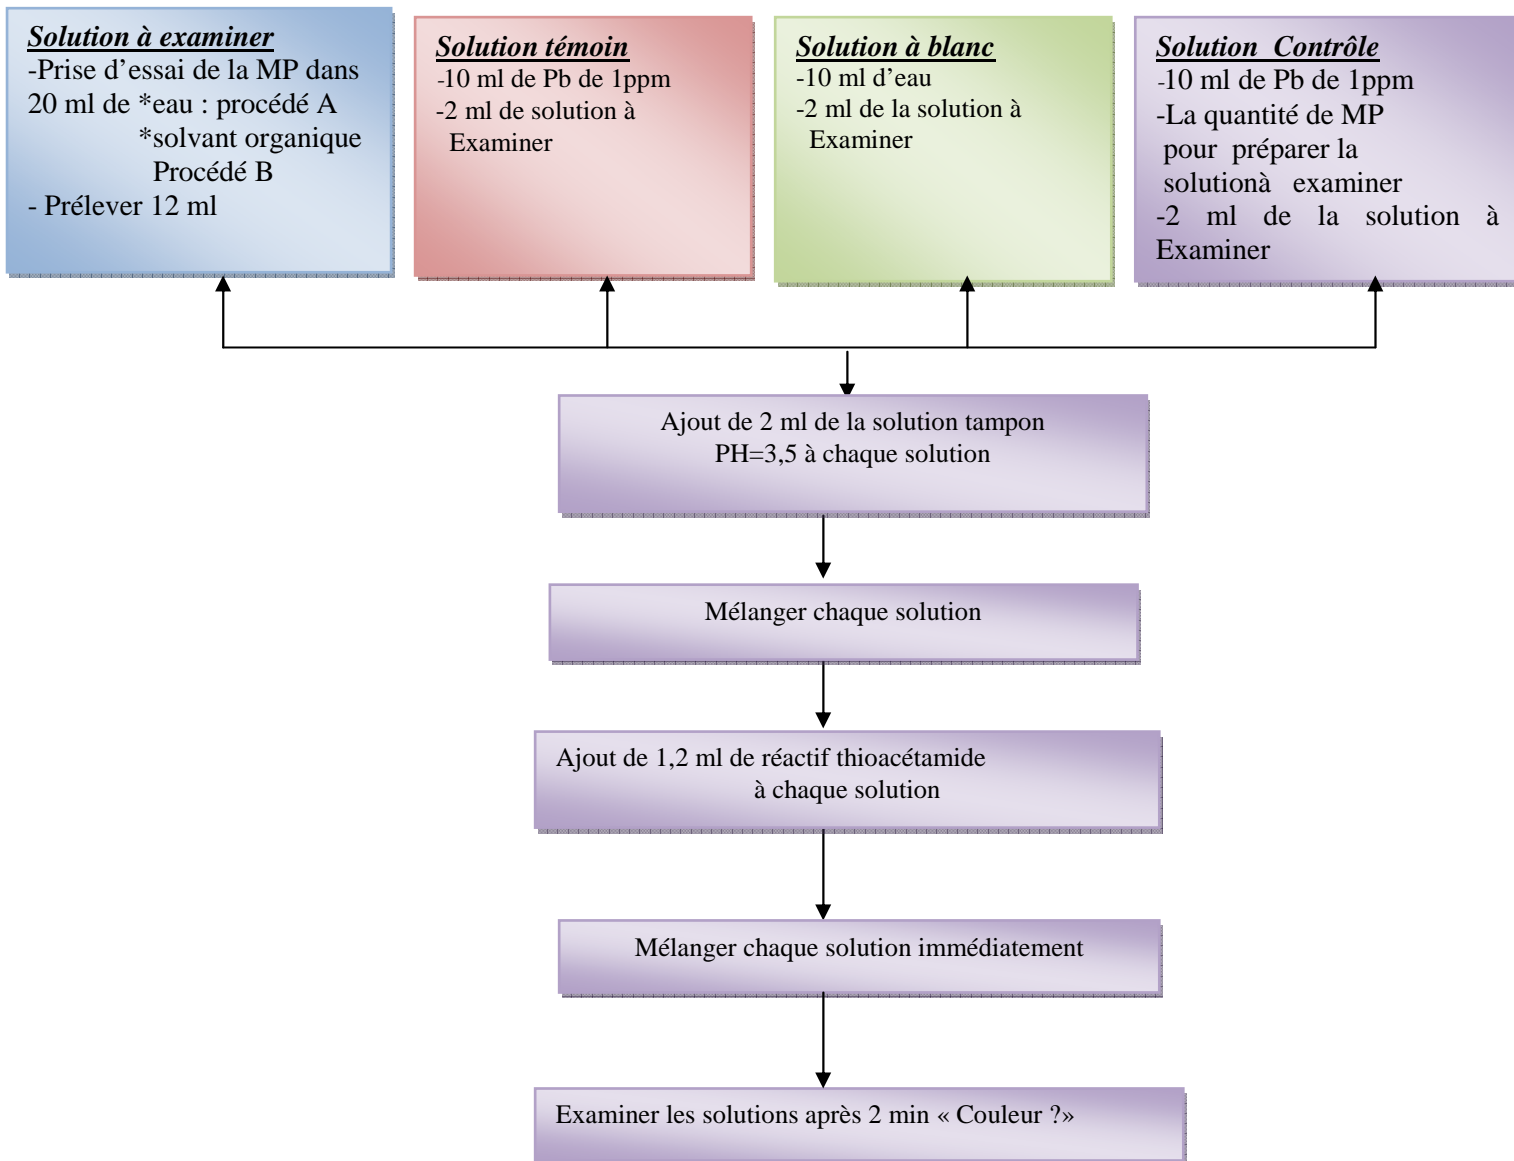 Solution à examiner
-Prise d’essai de la MP dans
20 ml de *eau : procédé A
*solvant organique
Procédé B
- Prélever 12 ml
Solution témoin
-10 ml de Pb de 1ppm
-2 ml de solution à
Examiner
Solution à blanc
-10 ml d’eau
-2 ml de la solution à
Examiner
Solution Contrôle
-10 ml de Pb de 1ppm
-La quantité de MP
pour préparer la
solutionà examiner
-2 ml de la solution à
Examiner
Ajout de 2 ml de la solution tampon
PH=3,5 à chaque solution
Mélanger chaque solution
Ajout de 1,2 ml de réactif thioacétamide
à chaque solution
Mélanger chaque solution immédiatement
Examiner les solutions après 2 min « Couleur ?»